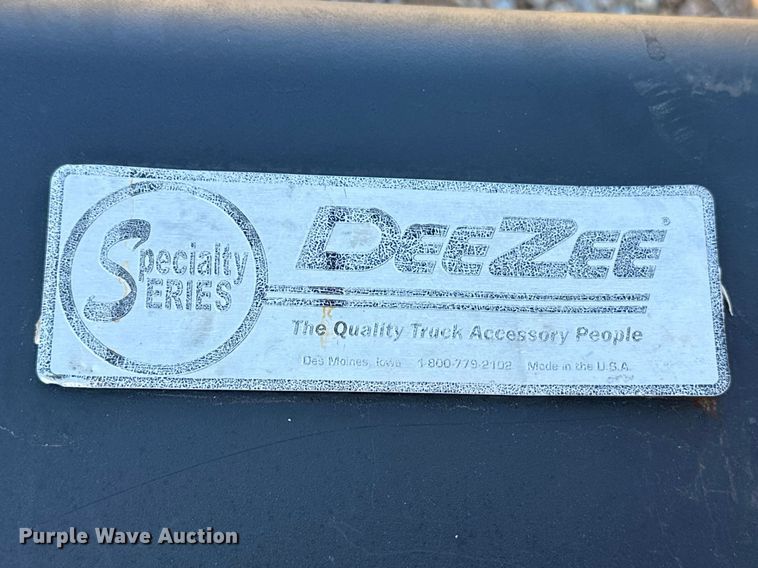 Specialty
SERIES
DEEZEE®
The Quality Truck Accessory People
Des Moines, Iowa 1-800-779-2102 Made in the U.S.A.
Purple Wave Auction